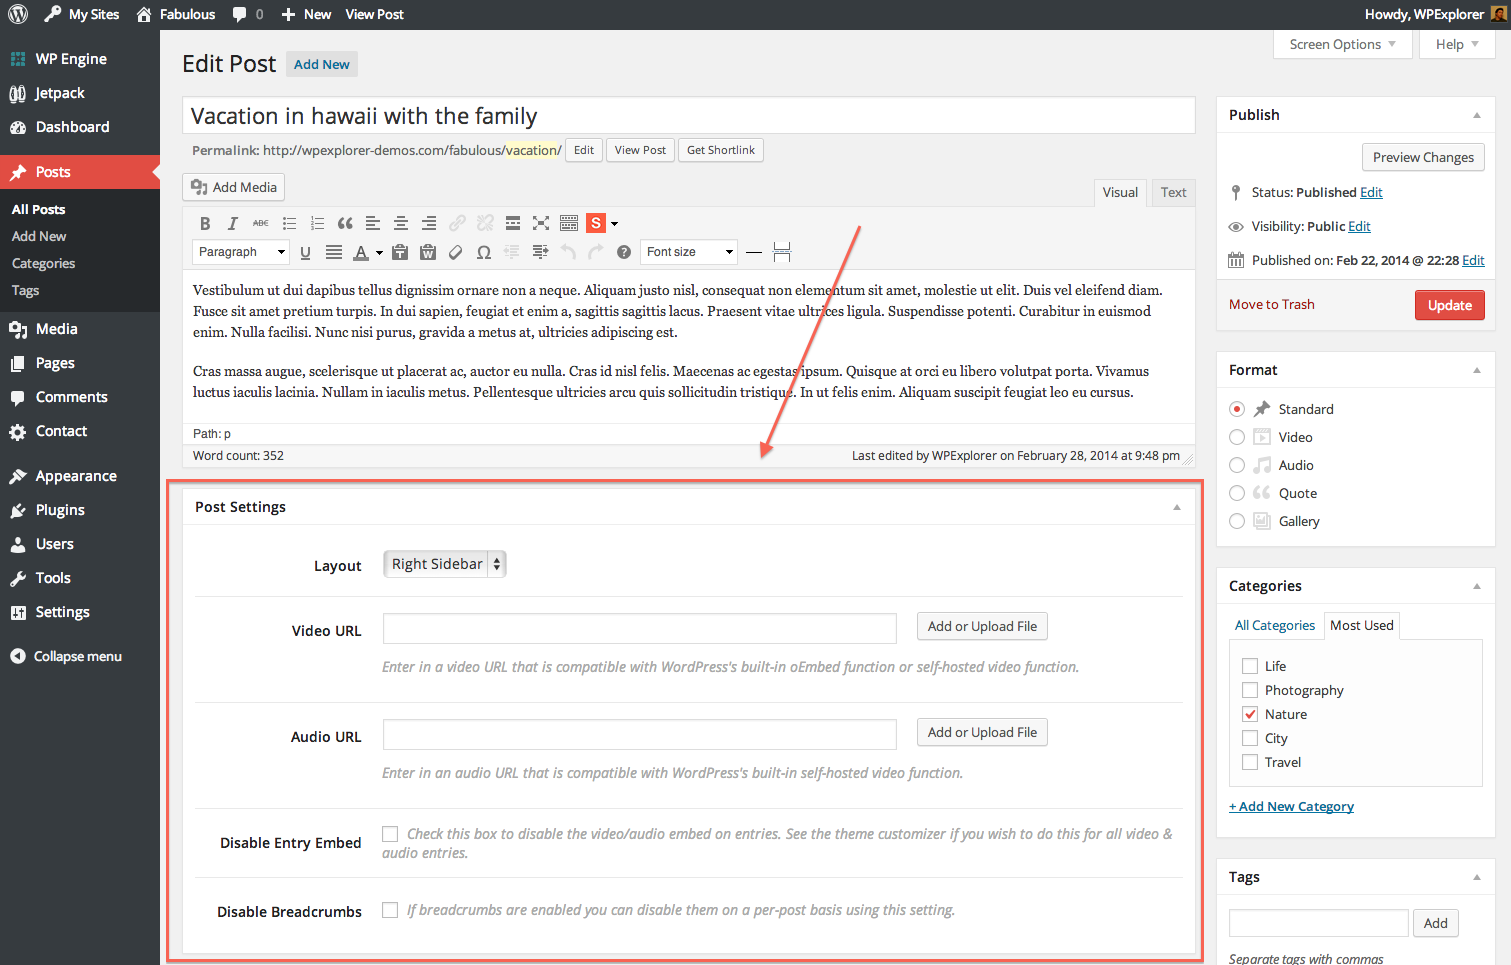 My Sites
Fabulous
0
New
View Post
Howdy, WPExplorer
WP Engine
Jetpack
Dashboard
Posts
All Posts
Add New
Categories
Tags
Media
Pages
Comments
Contact
Appearance
Plugins
Users
Tools
Settings
Collapse menu
Screen Options
Help
Edit Post
Add New
Vacation in hawaii with the family
Permalink: http://wpexplorer-demos.com/fabulous/vacation/
Edit
View Post
Get Shortlink
Add Media
Visual
Text
B
I
ABC
S
Paragraph
U
A
T
W
Ω
?
Font size
Vestibulum ut dui dapibus tellus dignissim ornare non a neque. Aliquam justo nisl, consequat non elementum sit amet, molestie ut elit. Duis vel eleifend diam.
Fusce sit amet pretium turpis. In dui sapien, feugiat et enim a, sagittis sagittis lacus. Praesent vitae ultrices ligula. Suspendisse potenti. Curabitur in euismod
enim. Nulla facilisi. Nunc nisi purus, gravida a metus at, ultricies adipiscing est.
Cras massa augue, scelerisque ut placerat ac, auctor eu nulla. Cras id nisl felis. Maecenas ac egestas ipsum. Quisque at orci eu libero volutpat porta. Vivamus
luctus iaculis lacinia. Nullam in iaculis metus. Pellentesque ultricies arcu quis sollicitudin tristique. In ut felis enim. Aliquam suscipit feugiat leo eu cursus.
Path: p
Word count: 352
Last edited by WPExplorer on February 28, 2014 at 9:48 pm
Post Settings
Layout
Right Sidebar
Video URL
Add or Upload File
Enter in a video URL that is compatible with WordPress's built-in oEmbed function or self-hosted video function.
Audio URL
Add or Upload File
Enter in an audio URL that is compatible with WordPress's built-in self-hosted video function.
Disable Entry Embed
Check this box to disable the video/audio embed on entries. See the theme customizer if you wish to do this for all video &
audio entries.
Disable Breadcrumbs
If breadcrumbs are enabled you can disable them on a per-post basis using this setting.
Publish
Preview Changes
Status: Published Edit
Visibility: Public Edit
Published on: Feb 22, 2014 @ 22:28 Edit
Move to Trash
Update
Format
Standard
Video
Audio
Quote
Gallery
Categories
All Categories
Most Used
Life
Photography
Nature
City
Travel
+ Add New Category
Tags
Add
Separate tags with commas